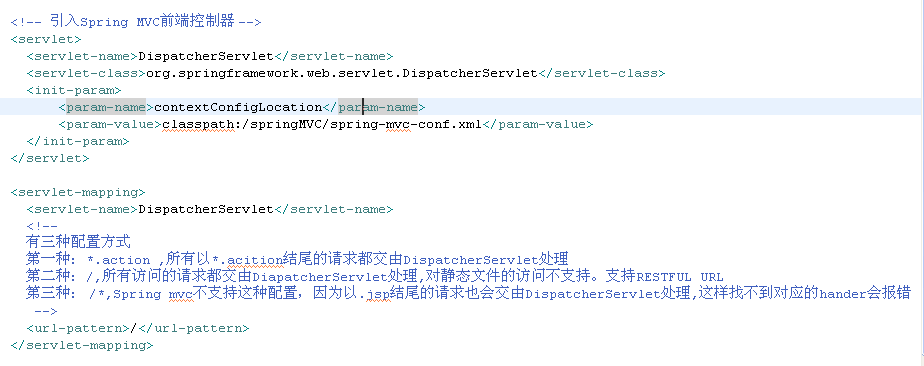 <!-- 引入Spring MVC前端控制器 -->
<servlet>
<servlet-name>DispatcherServlet</servlet-name>
<servlet-class>org.springframework.web.servlet.DispatcherServlet</servlet-class>
<init-param>
<param-name>contextConfigLocation</param-name>
<param-value>classpath:/springMVC/spring-mvc-conf.xml</param-value>
</init-param>
</servlet>
<servlet-mapping>
<servlet-name>DispatcherServlet</servlet-name>
<!--
有三种配置方式
第一种: *.action ,所有以*.acition结尾的请求都交由DispatcherServlet处理
第二种: /,所有访问的请求都交由DiapatcherServlet处理,对静态文件的访问不支持。支持RESTFUL URL
第三种: /*,Spring mvc不支持这种配置，因为以.jsp结尾的请求也会交由DispatcherServlet处理,这样找不到对应的hander会报错
-->
<url-pattern>/</url-pattern>
</servlet-mapping>